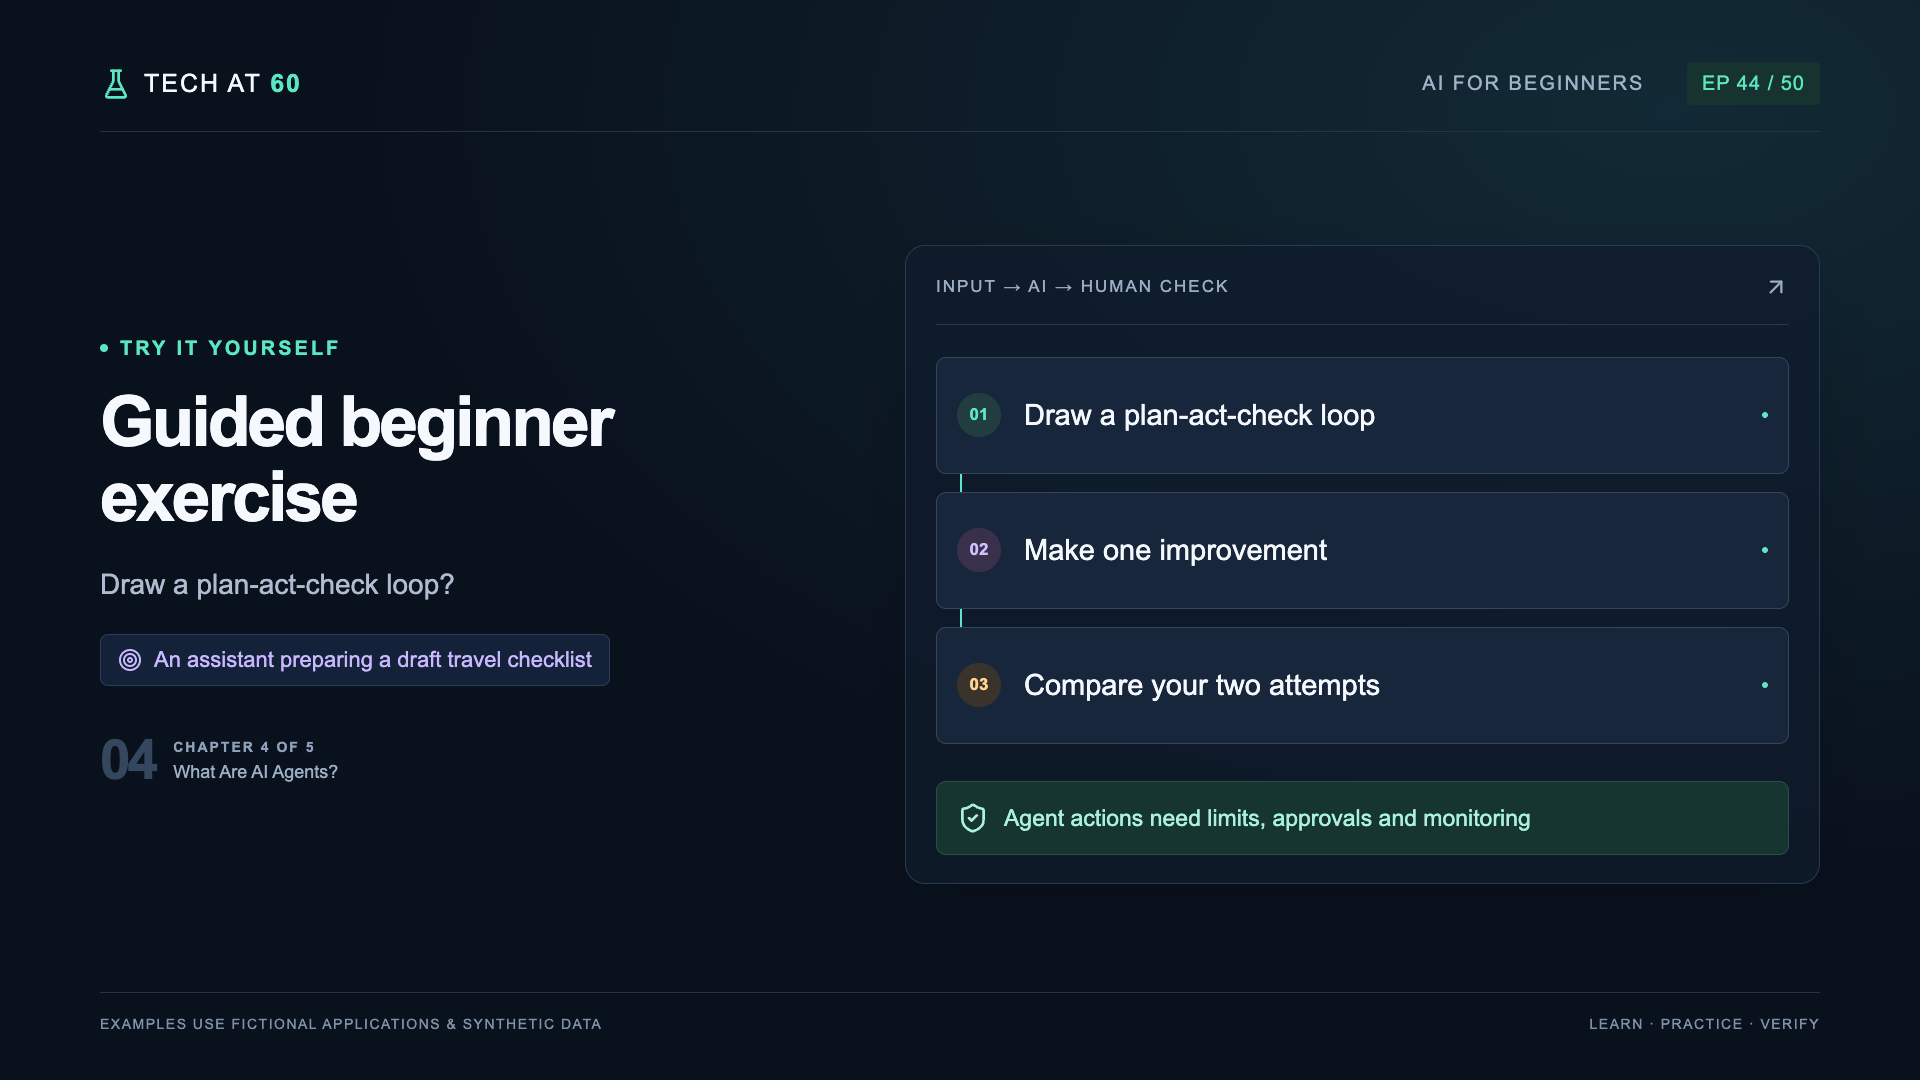 TECH AT 60
AI FOR BEGINNERS
EP 44 / 50
TRY IT YOURSELF
Guided beginner
exercise
Draw a plan-act-check loop?
An assistant preparing a draft travel checklist
04
CHAPTER 4 OF 5
What Are AI Agents?
INPUT → AI → HUMAN CHECK
01 Draw a plan-act-check loop
02 Make one improvement
03 Compare your two attempts
Agent actions need limits, approvals and monitoring
EXAMPLES USE FICTIONAL APPLICATIONS & SYNTHETIC DATA
LEARN · PRACTICE · VERIFY